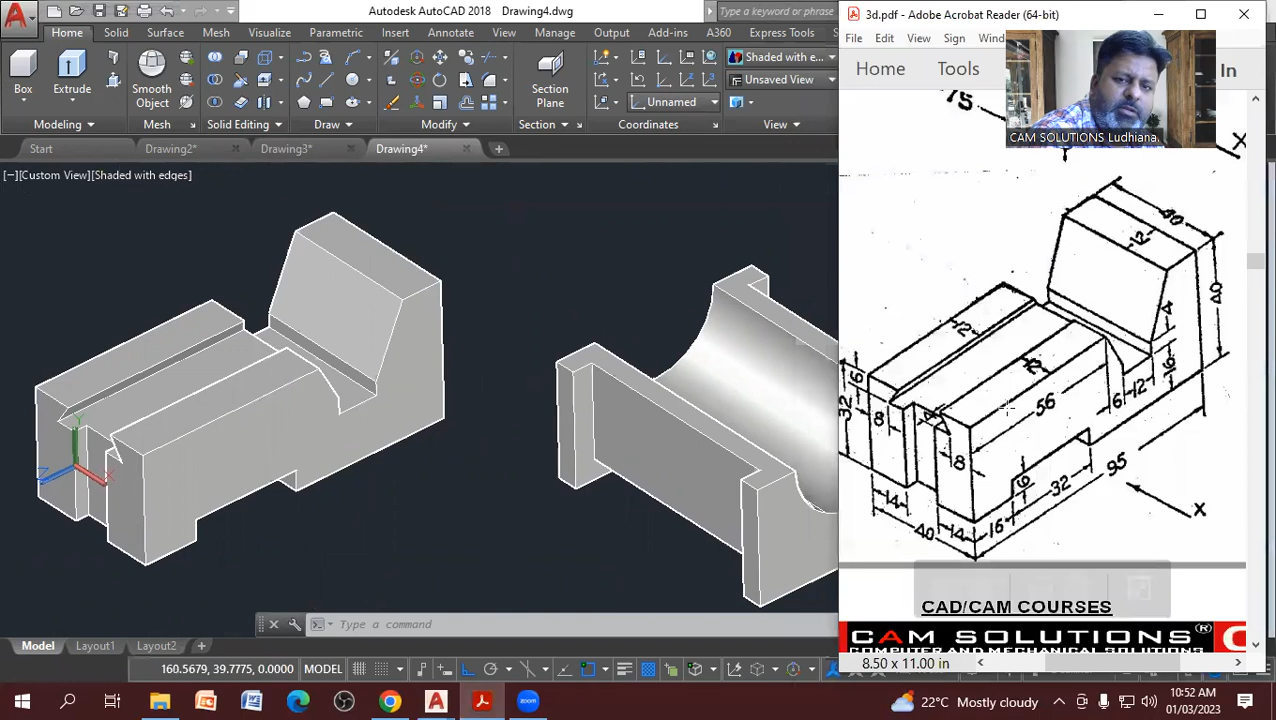 Autodesk AutoCAD 2018 Drawing4.dwg
Type a keyword or phrase
Home Solid Surface Mesh Visualize Parametric Insert Annotate View Manage Output Add-ins A360 Express Tools
Box Extrude Smooth Object Section Plane
Shaded with e...
Unsaved View
Unnamed
Modeling Mesh Solid Editing Draw Modify Section Coordinates View
Start Drawing2* Drawing3* Drawing4*
[−][Custom View][Shaded with edges]
Y
Z
X
Type a command
Model Layout1 Layout2
160.5679, 39.7775, 0.0000 MODEL
3d.pdf - Adobe Acrobat Reader (64-bit)
File Edit View Sign Wind
Home Tools In
CAM SOLUTIONS Ludhiana.
75
X
40
12
40
4
16
12
6
12
12
56
6
32
8
4
8
14
40
14
16
6
32
95
X
CAD/CAM COURSES
CAM SOLUTIONS®
COMPUTER AND MECHANICAL
8.50 x 11.00 in
22°C Mostly cloudy
10:52 AM
01/03/2023